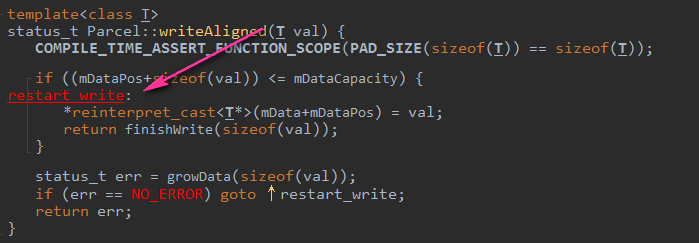 template<class T>
status_t Parcel::writeAligned(T val) {
    COMPILE_TIME_ASSERT_FUNCTION_SCOPE(PAD_SIZE(sizeof(T)) == sizeof(T));

    if ((mDataPos+sizeof(val)) <= mDataCapacity) {
restart_write:
        *reinterpret_cast<T*>(mData+mDataPos) = val;
        return finishWrite(sizeof(val));
    }

    status_t err = growData(sizeof(val));
    if (err == NO_ERROR) goto ↑restart_write;
    return err;
}